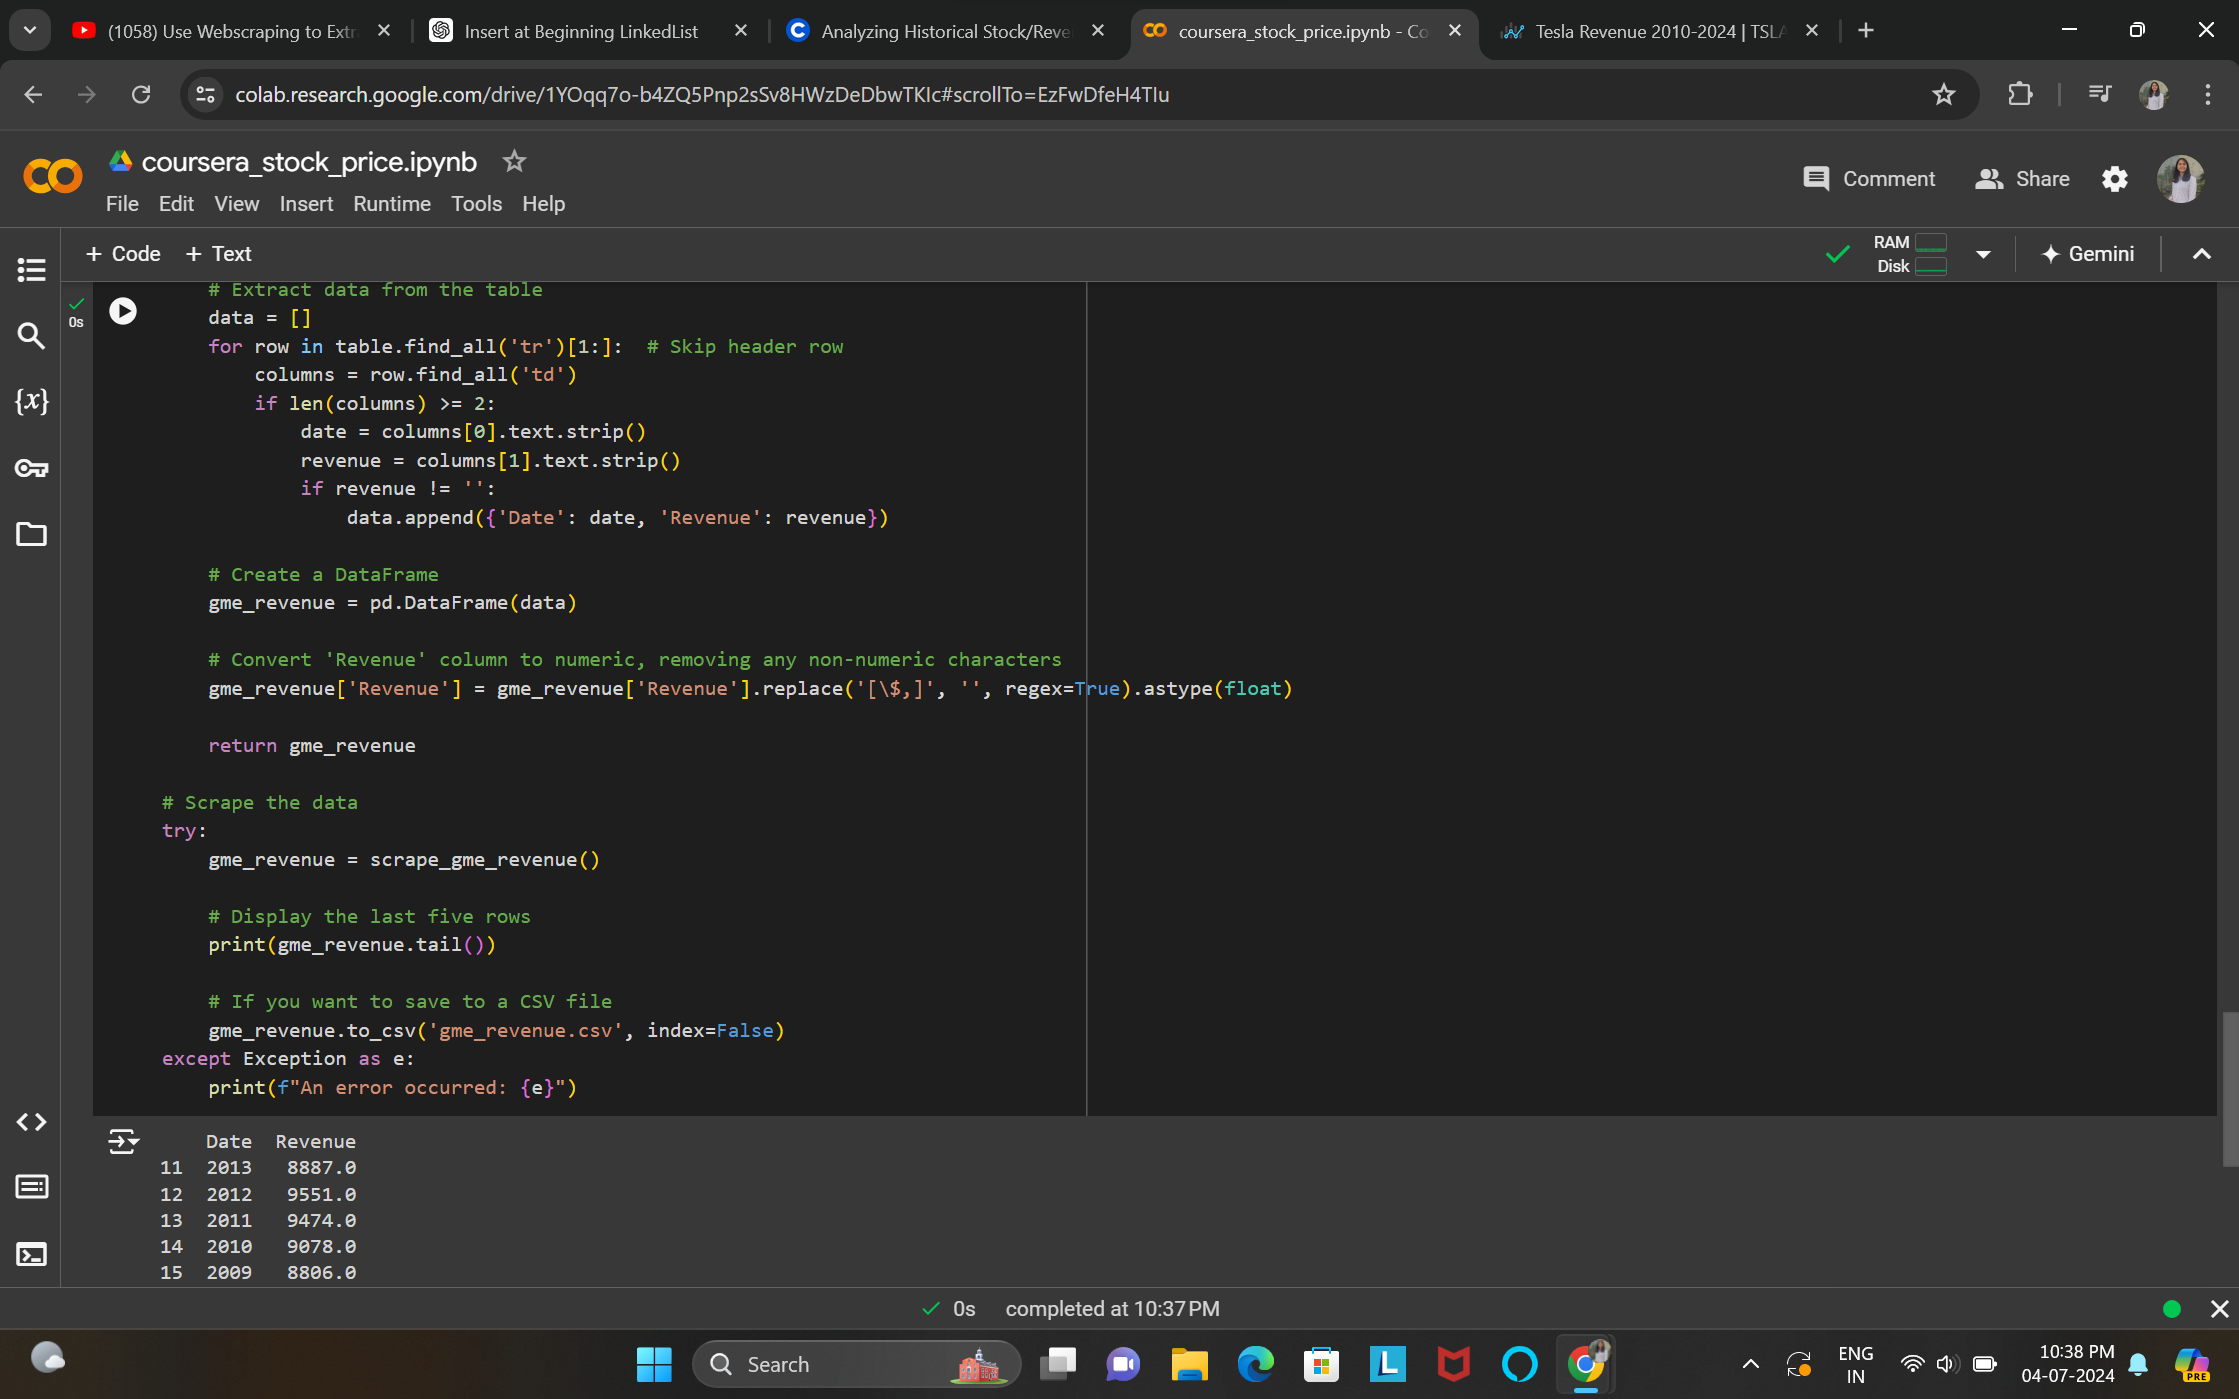 (1058) Use Webscraping to Extr
Insert at Beginning LinkedList
Analyzing Historical Stock/Reve
coursera_stock_price.ipynb - Co
Tesla Revenue 2010-2024 | TSLA
colab.research.google.com/drive/1YOqq7o-b4ZQ5Pnp2sSv8HWzDeDbwTKIc#scrollTo=EzFwDfeH4TIu
coursera_stock_price.ipynb
Comment
Share
File Edit View Insert Runtime Tools Help
+ Code + Text
RAM
Disk
Gemini
0s
# Extract data from the table
data = []
for row in table.find_all('tr')[1:]:  # Skip header row
columns = row.find_all('td')
if len(columns) >= 2:
date = columns[0].text.strip()
revenue = columns[1].text.strip()
if revenue != '':
data.append({'Date': date, 'Revenue': revenue})
# Create a DataFrame
gme_revenue = pd.DataFrame(data)
# Convert 'Revenue' column to numeric, removing any non-numeric characters
gme_revenue['Revenue'] = gme_revenue['Revenue'].replace('[\$,]', '', regex=True).astype(float)
return gme_revenue
# Scrape the data
try:
gme_revenue = scrape_gme_revenue()
# Display the last five rows
print(gme_revenue.tail())
# If you want to save to a CSV file
gme_revenue.to_csv('gme_revenue.csv', index=False)
except Exception as e:
print(f"An error occurred: {e}")
Date Revenue
11 2013 8887.0
12 2012 9551.0
13 2011 9474.0
14 2010 9078.0
15 2009 8806.0
0s completed at 10:37 PM
Search
ENG
IN
10:38 PM
04-07-2024
PRE